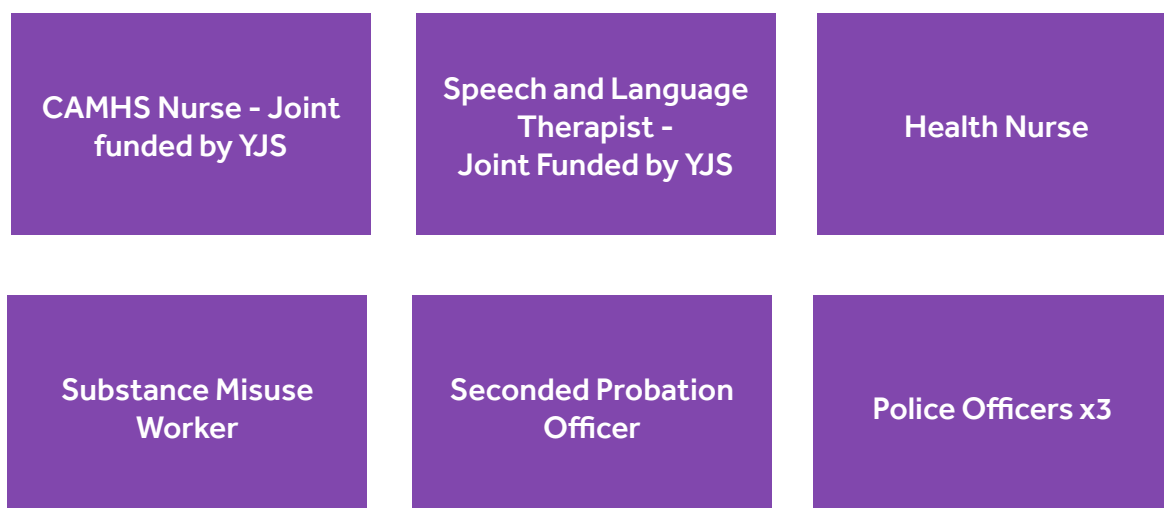 CAMHS Nurse - Joint
funded by YJS
Speech and Language
Therapist -
Joint Funded by YJS
Health Nurse
Substance Misuse
Worker
Seconded Probation
Officer
Police Officers x3